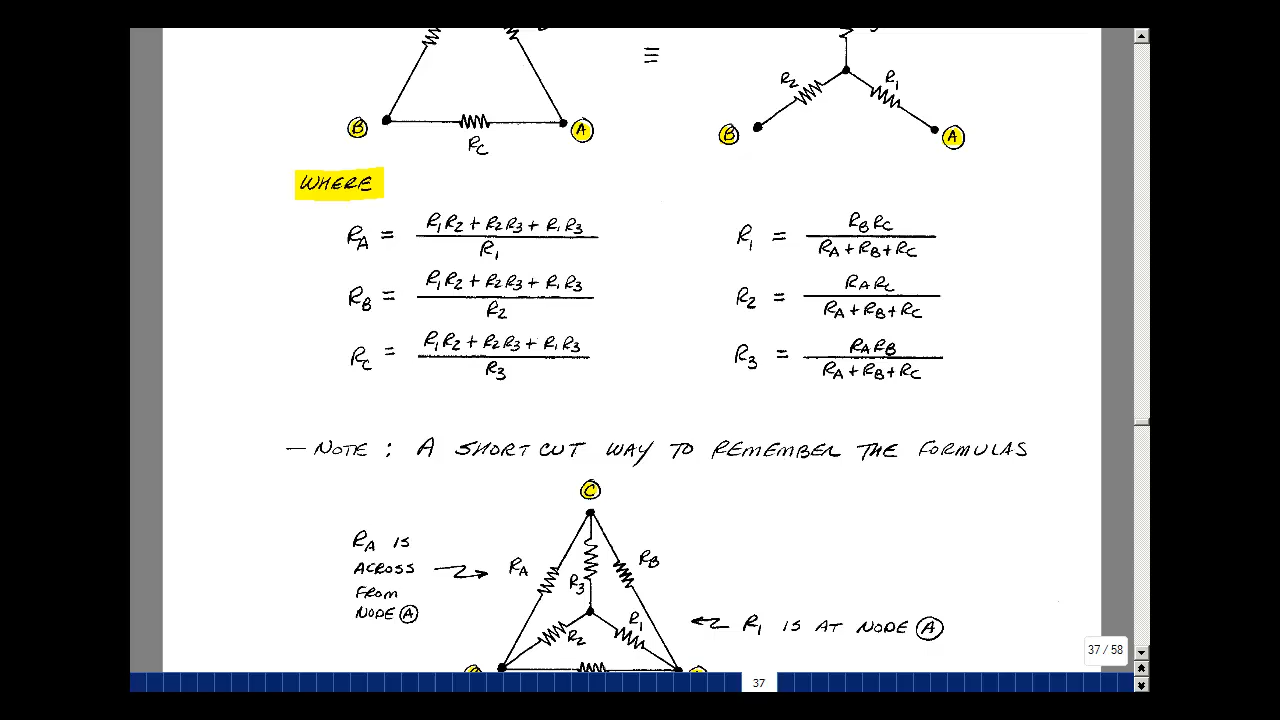 ≡
R2
R1
B
A
B
A
RC
WHERE
RA = R1R2 + R2R3 + R1R3 / R1
R1 = RBRC / RA + RB + RC
RB = R1R2 + R2R3 + R1R3 / R2
R2 = RARC / RA + RB + RC
RC = R1R2 + R2R3 + R1R3 / R3
R3 = RARB / RA + RB + RC
— NOTE : A SHORTCUT WAY TO REMEMBER THE FORMULAS
C
RA IS
ACROSS
FROM
NODE A
RA
R3
RB
R2
R1
R1 IS AT NODE A
37 / 58
37